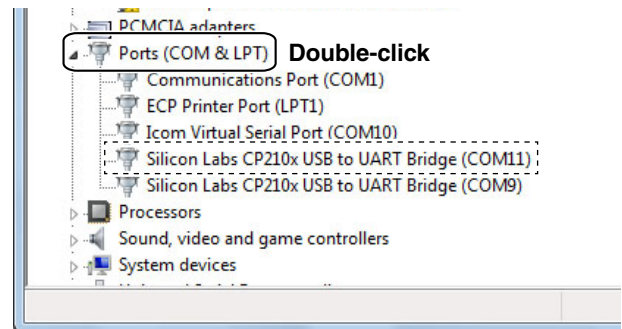 PCMCIA adapters
Ports (COM & LPT) Double-click
Communications Port (COM1)
ECP Printer Port (LPT1)
Icom Virtual Serial Port (COM10)
Silicon Labs CP210x USB to UART Bridge (COM11)
Silicon Labs CP210x USB to UART Bridge (COM9)
Processors
Sound, video and game controllers
System devices